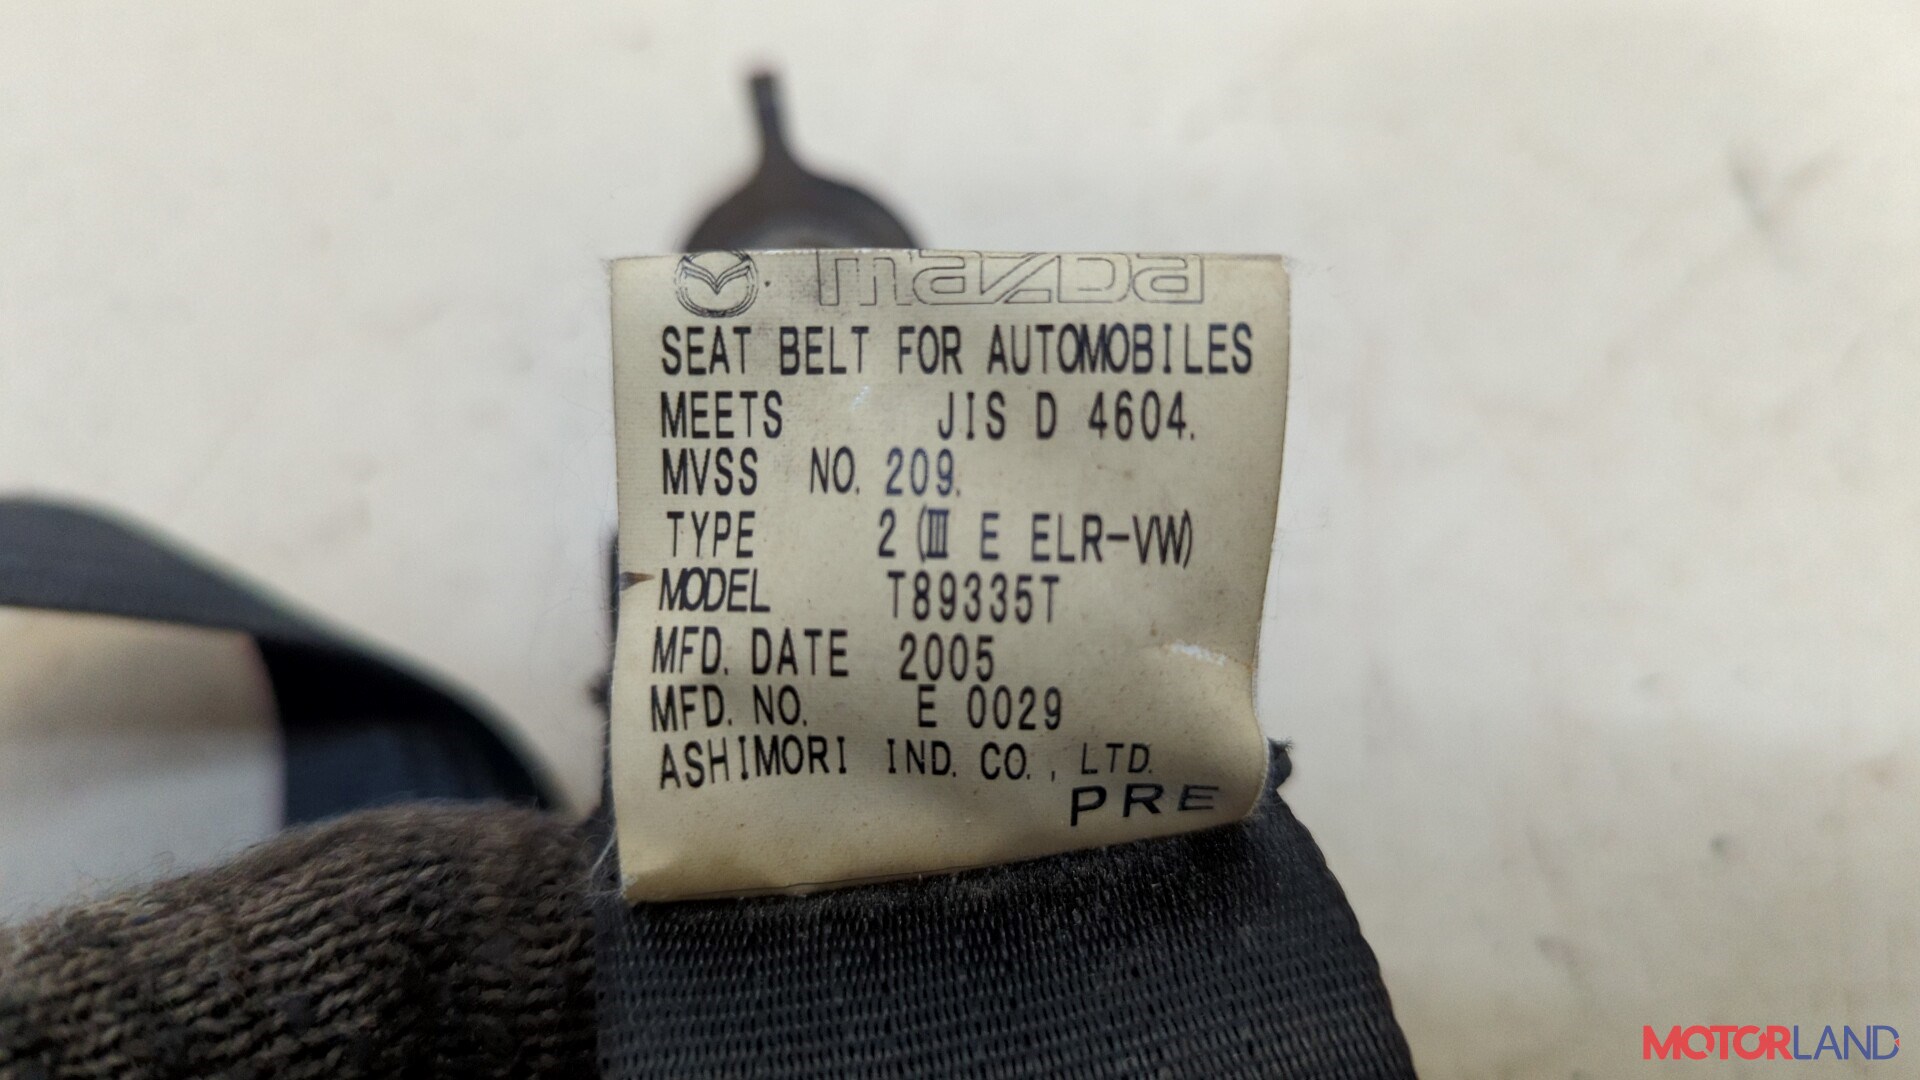 mazda
SEAT BELT FOR AUTOMOBILES
MEETS JIS D 4604.
MVSS NO. 209.
TYPE 2 (Ⅲ E ELR-VW)
MODEL T89335T
MFD. DATE 2005
MFD. NO. E 0029
ASHIMORI IND. CO., LTD.
PRE
MOTORLAND